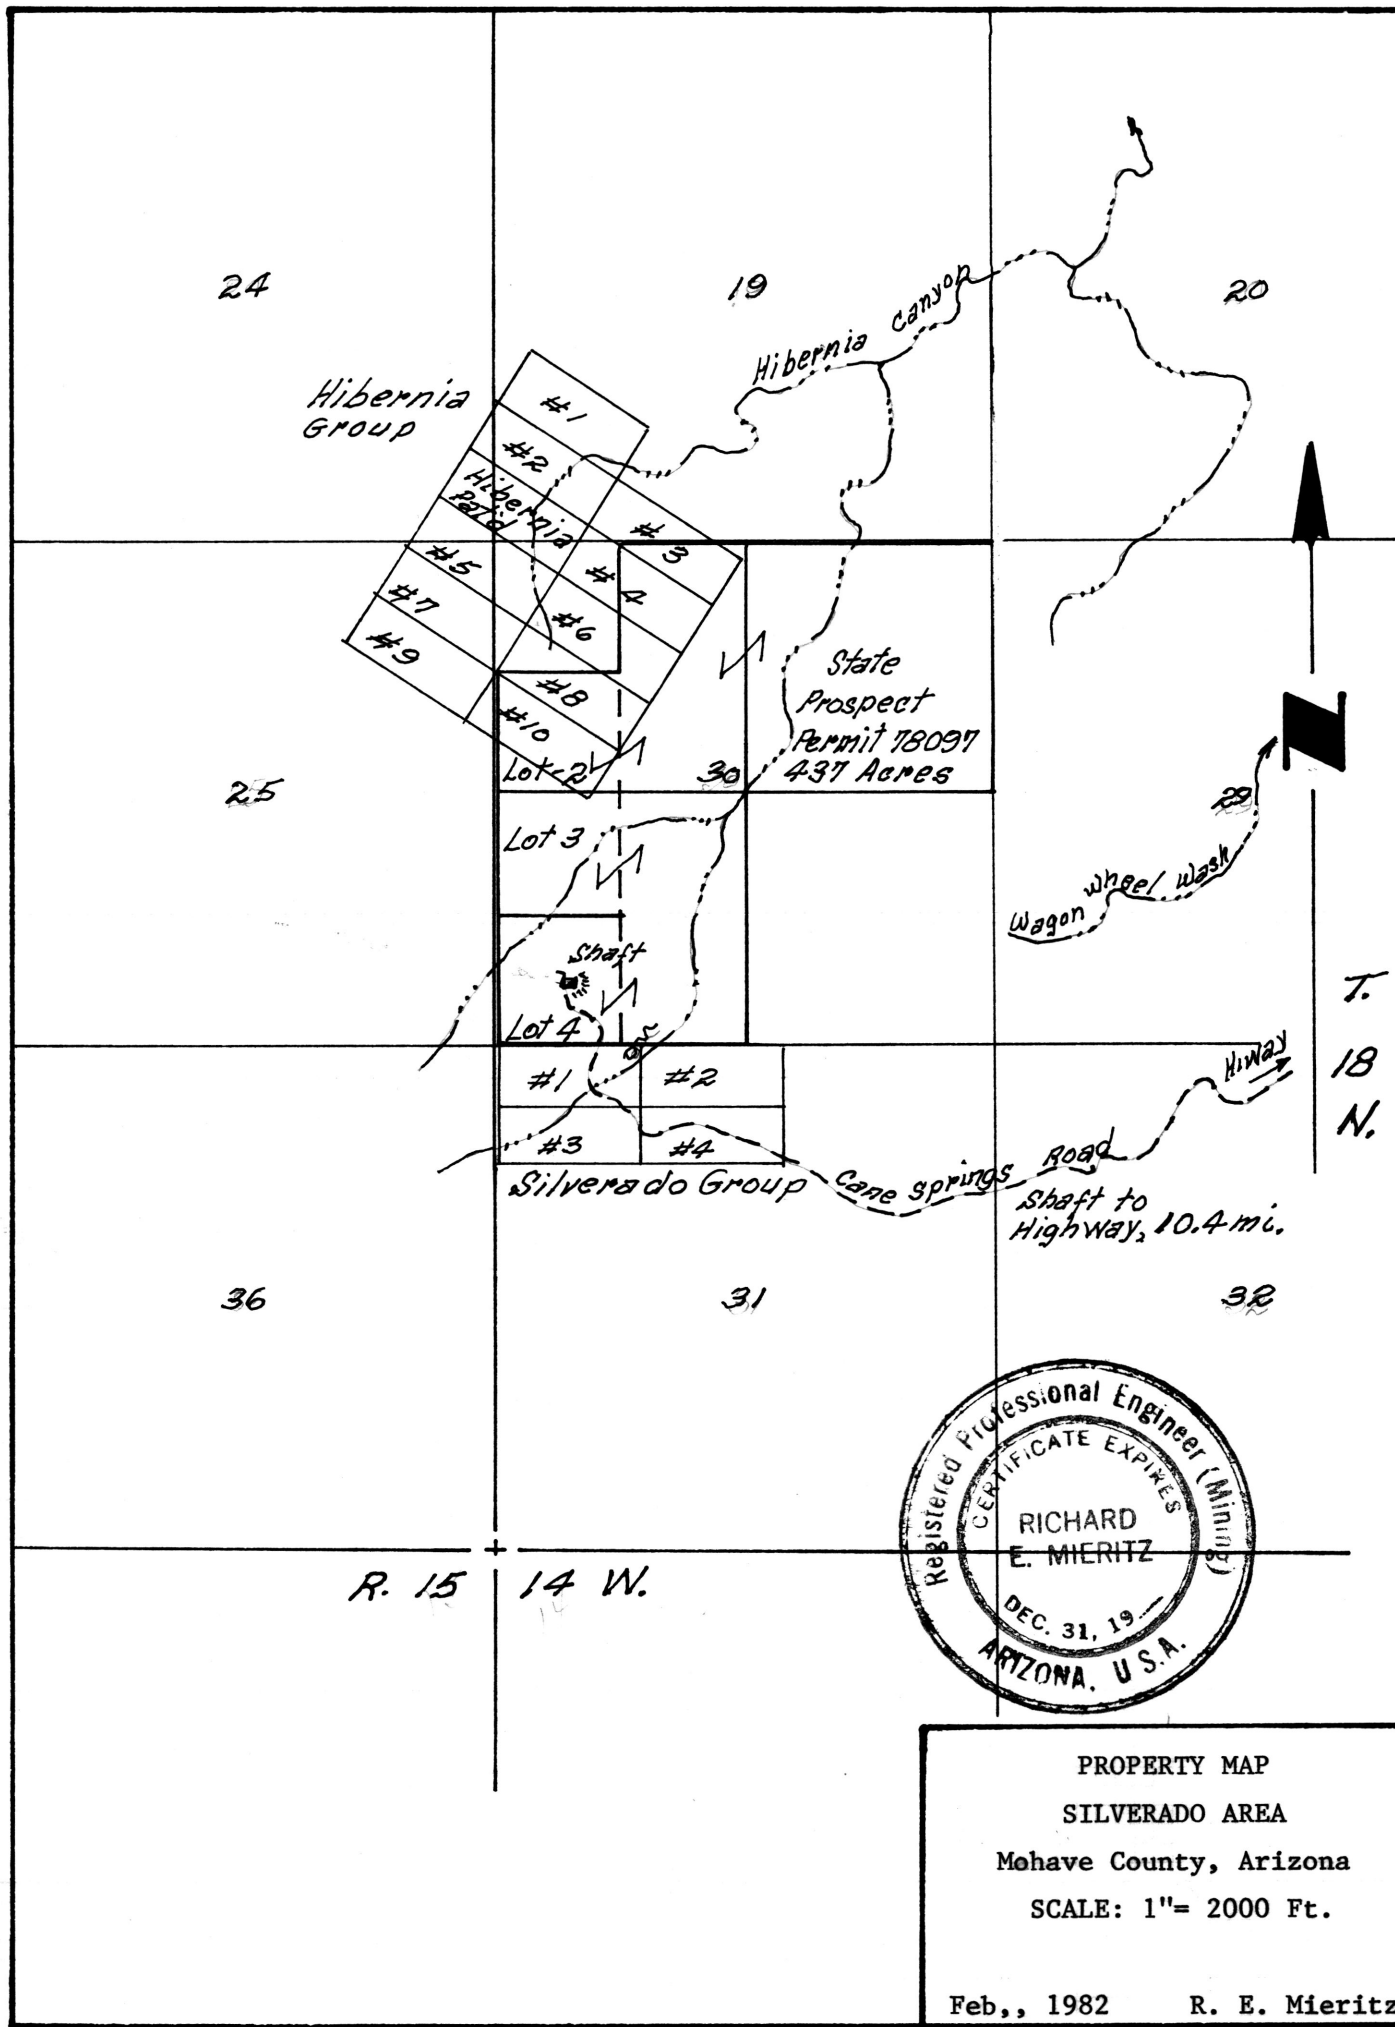 24
19
20
Hibernia Canyon
Hibernia
Group
#1
#2
Hibernia
Pat'd
#3
#4
#5
#6
#7
#8
#9
#10
State
Prospect
Permit 78097
437 Acres
Lot-2
30
25
29
Lot 3
Wagon Wheel Wash
Shaft
Lot 4
T.
18
N.
#1
#2
#3
#4
Hiway
Silverado Group
Cane Springs Road
Shaft to
Highway, 10.4 mi.
36
31
32
Registered Professional Engineer (Mining)
CERTIFICATE EXPIRES
RICHARD
E. MIERITZ
DEC. 31, 19
ARIZONA, U.S.A.
R. 15 14 W.
14
N
PROPERTY MAP
SILVERADO AREA
Mohave County, Arizona
SCALE: 1"= 2000 Ft.
Feb,, 1982 R. E. Mieritz